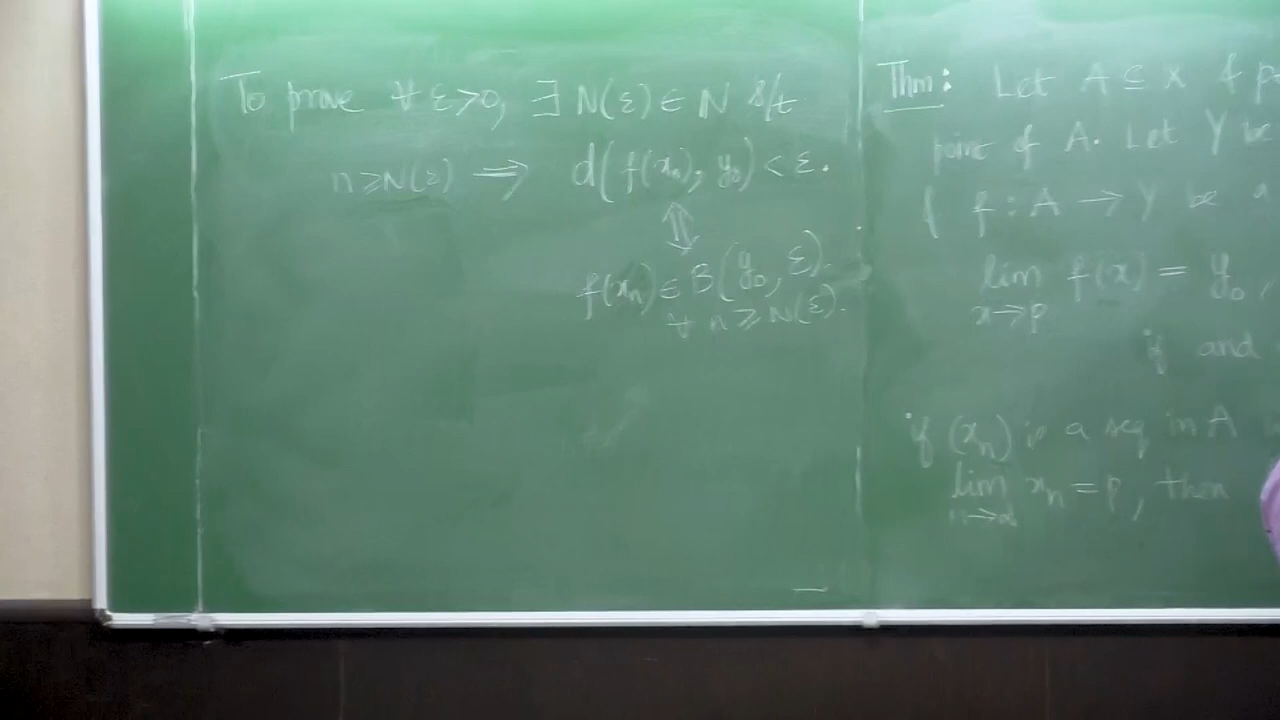 To prove ∀ ε>0, ∃ N(ε) ∈ N s/t
n ≥ N(ε) ⟹ d(f(xₙ), y₀) < ε.
⇕
f(xₙ) ∈ B(y₀, ε).
∀ n ≥ N(ε).
Thm: Let A ⊆ X & p
point of A. Let Y be
& f : A → Y be a
lim f(x) = y₀,
x→p
if and
if (xₙ) is a seq in A
lim xₙ = p, then
n→∞